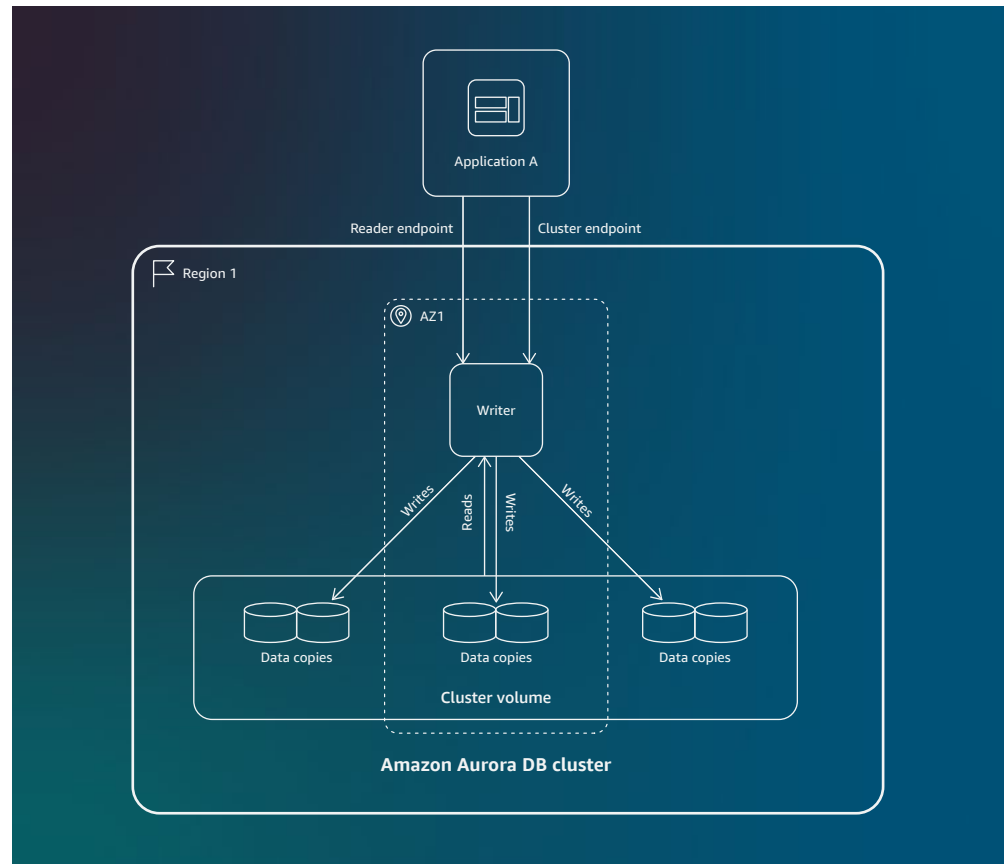 Application A
Reader endpoint
Cluster endpoint
Region 1
AZ1
Writer
Writes
Reads
Writes
Writes
Data copies
Data copies
Data copies
Cluster volume
Amazon Aurora DB cluster